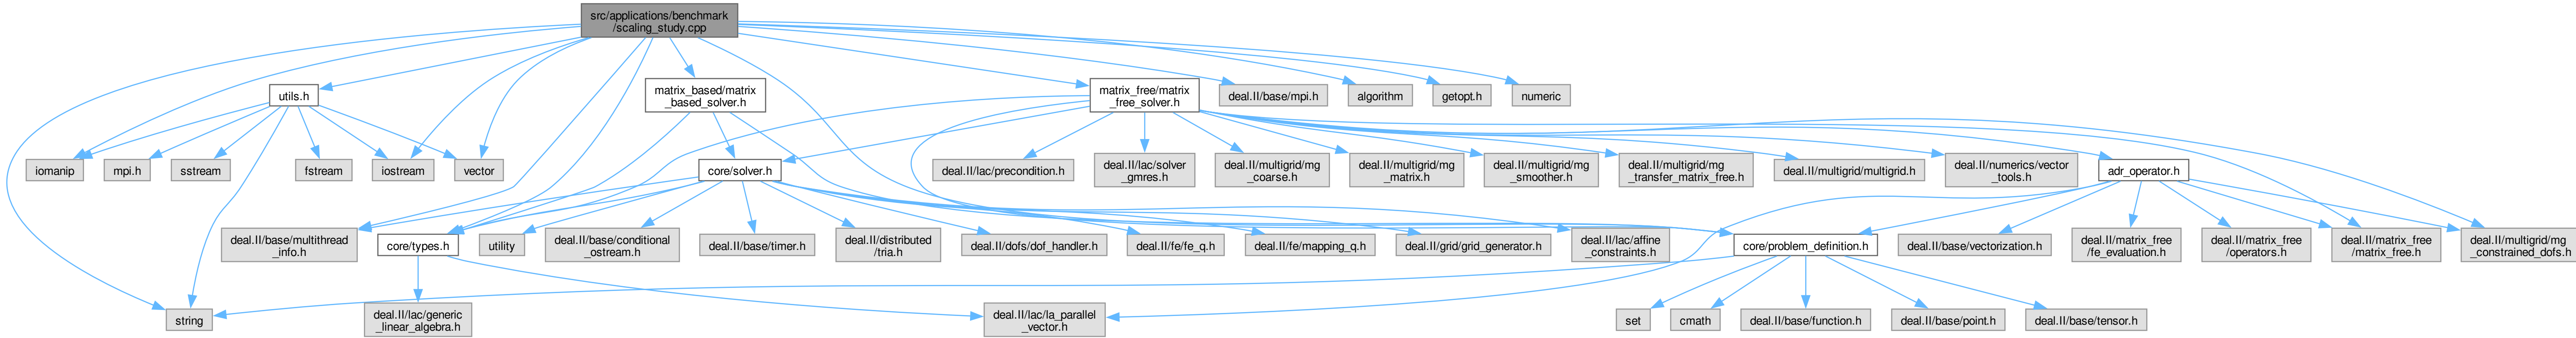 src/applications/benchmark
/scaling_study.cpp
utils.h
matrix_based/matrix
_based_solver.h
matrix_free/matrix
_free_solver.h
deal.II/base/mpi.h
algorithm
getopt.h
numeric
iomanip
mpi.h
sstream
fstream
iostream
vector
core/solver.h
deal.II/lac/precondition.h
deal.II/lac/solver
_gmres.h
deal.II/multigrid/mg
_coarse.h
deal.II/multigrid/mg
_matrix.h
deal.II/multigrid/mg
_smoother.h
deal.II/multigrid/mg
_transfer_matrix_free.h
deal.II/multigrid/multigrid.h
deal.II/numerics/vector
_tools.h
adr_operator.h
deal.II/base/multithread
_info.h
core/types.h
utility
deal.II/base/conditional
_ostream.h
deal.II/base/timer.h
deal.II/distributed
/tria.h
deal.II/dofs/dof_handler.h
deal.II/fe/fe_q.h
deal.II/fe/mapping_q.h
deal.II/grid/grid_generator.h
deal.II/lac/affine
_constraints.h
core/problem_definition.h
deal.II/base/vectorization.h
deal.II/matrix_free
/fe_evaluation.h
deal.II/matrix_free
/operators.h
deal.II/matrix_free
/matrix_free.h
deal.II/multigrid/mg
_constrained_dofs.h
string
deal.II/lac/generic
_linear_algebra.h
deal.II/lac/la_parallel
_vector.h
set
cmath
deal.II/base/function.h
deal.II/base/point.h
deal.II/base/tensor.h